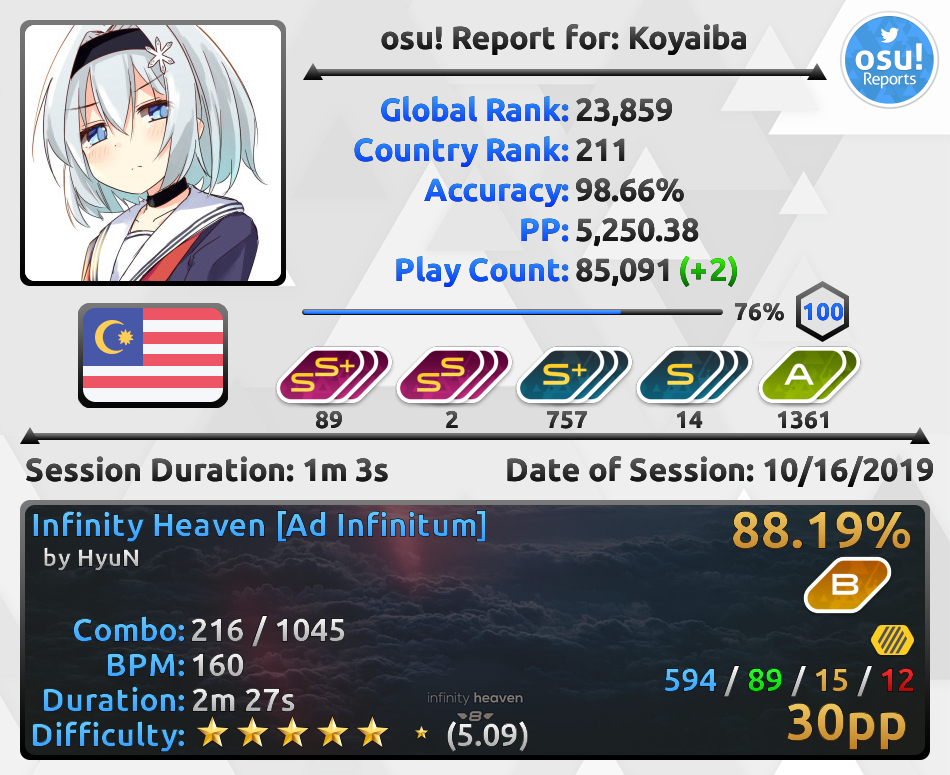 osu! Report for: Koyaiba
osu!
Reports
Global Rank: 23,859
Country Rank: 211
Accuracy: 98.66%
PP: 5,250.38
Play Count: 85,091 (+2)
76% 100
SS+ SS S+ S A
89 2 757 14 1361
Session Duration: 1m 3s Date of Session: 10/16/2019
Infinity Heaven [Ad Infinitum] 88.19%
by HyuN
B
Combo: 216 / 1045
BPM: 160
594 / 89 / 15 / 12
Duration: 2m 27s
infinity heaven
8
Difficulty: (5.09)
30pp